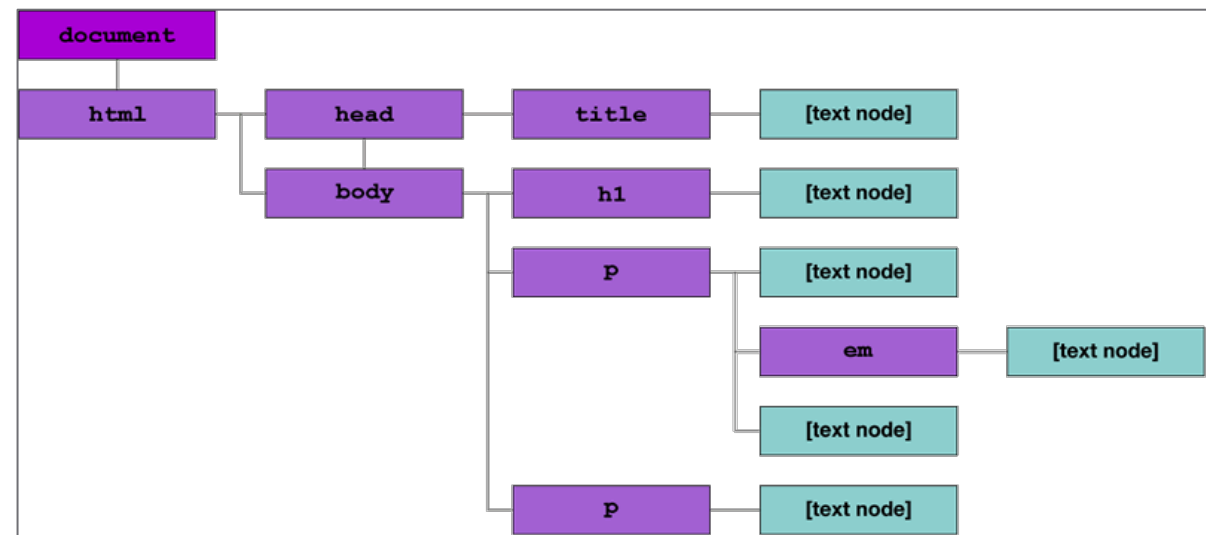 document
html head title [text node]
body h1 [text node]
p [text node]
em [text node]
[text node]
p [text node]